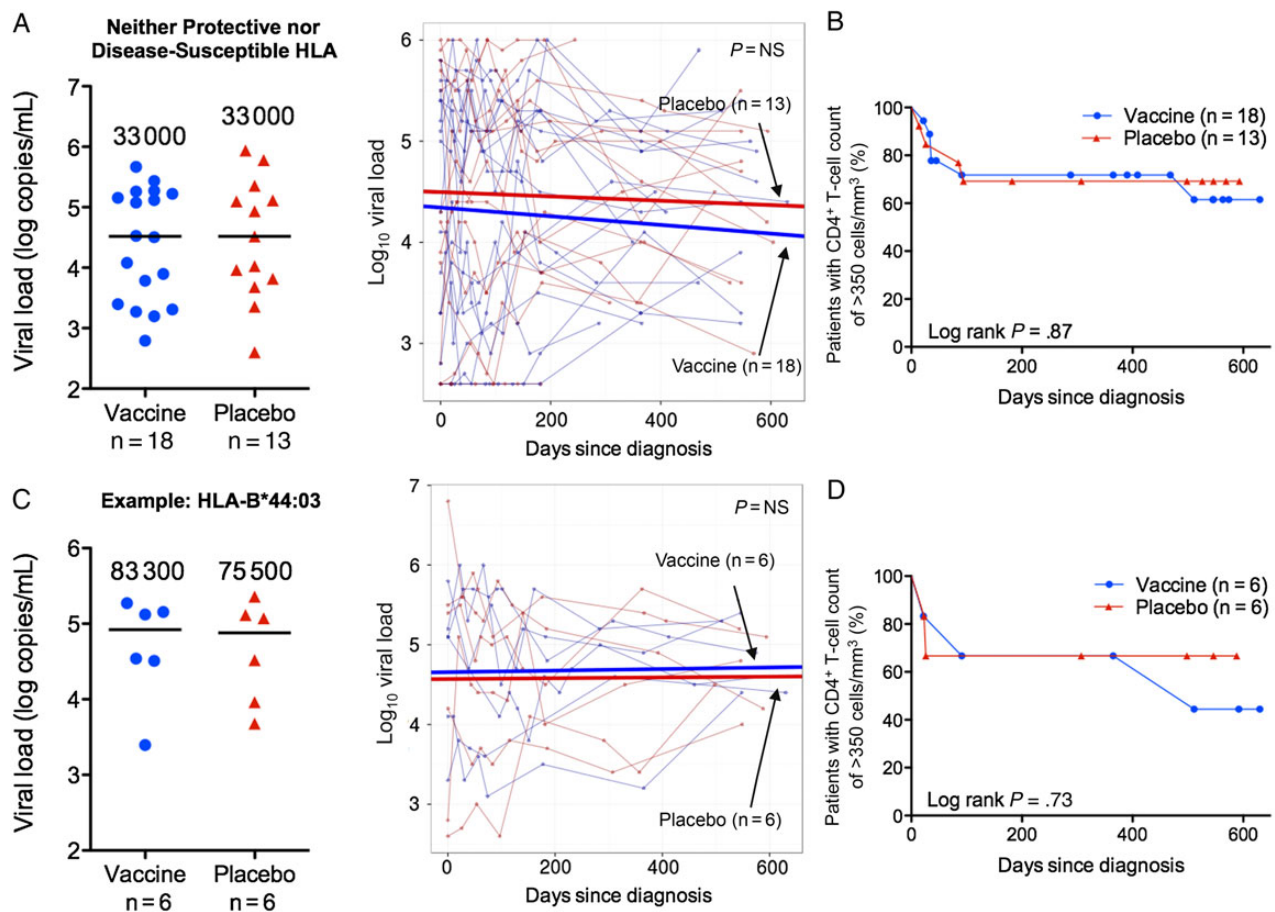 A
Neither Protective nor
Disease-Susceptible HLA
Viral load (log copies/mL)
7
6
5
4
3
2
33 000
33 000
Vaccine
n = 18
Placebo
n = 13
Log10 viral load
6
5
4
3
P = NS
Placebo (n = 13)
Vaccine (n = 18)
0
200
400
600
Days since diagnosis
B
Patients with CD4+ T-cell count
of >350 cells/mm3 (%)
100
80
60
40
20
0
Vaccine (n = 18)
Placebo (n = 13)
Log rank P = .87
0
200
400
600
Days since diagnosis
C
Example: HLA-B*44:03
Viral load (log copies/mL)
6
5
4
3
2
83 300
75 500
Vaccine
n = 6
Placebo
n = 6
Log10 viral load
7
6
5
4
3
P = NS
Vaccine (n = 6)
Placebo (n = 6)
0
200
400
600
Days since diagnosis
D
Patients with CD4+ T-cell count
of >350 cells/mm3 (%)
100
80
60
40
20
0
Vaccine (n = 6)
Placebo (n = 6)
Log rank P = .73
0
200
400
600
Days since diagnosis